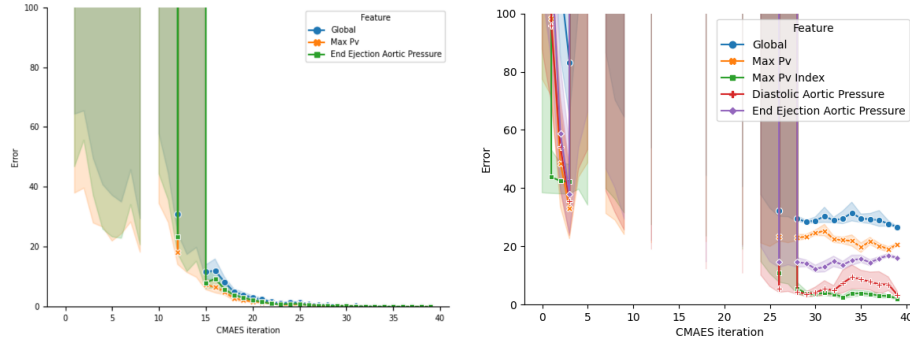 100
80
60
40
20
0
Error
0 5 10 15 20 25 30 35 40
CMAES iteration
Feature
Global
Max Pv
End Ejection Aortic Pressure
100
80
60
40
20
0
Error
0 5 10 15 20 25 30 35 40
CMAES iteration
Feature
Global
Max Pv
Max Pv Index
Diastolic Aortic Pressure
End Ejection Aortic Pressure